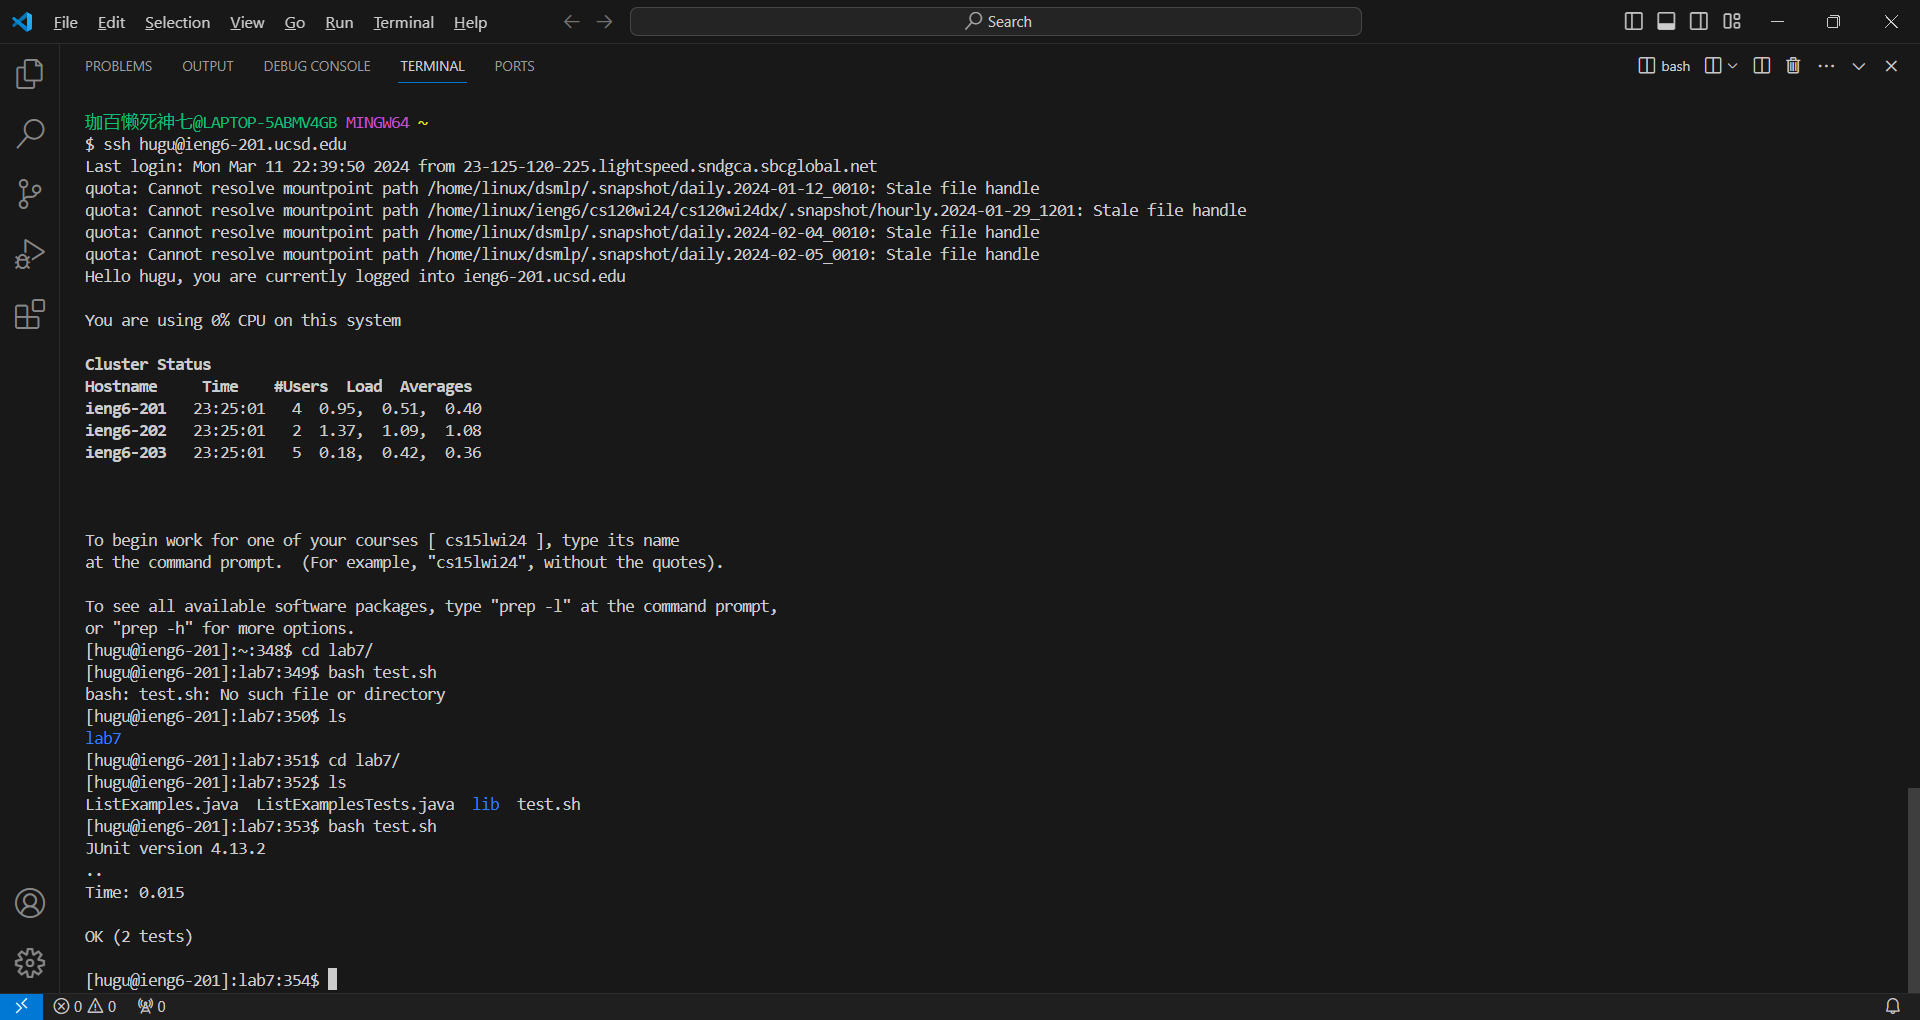 File Edit Selection View Go Run Terminal Help Search
PROBLEMS OUTPUT DEBUG CONSOLE TERMINAL PORTS bash
珈百懒死神七@LAPTOP-5ABMV4GB MINGW64 ~
$ ssh hugu@ieng6-201.ucsd.edu
Last login: Mon Mar 11 22:39:50 2024 from 23-125-120-225.lightspeed.sndgca.sbcglobal.net
quota: Cannot resolve mountpoint path /home/linux/dsmlp/.snapshot/daily.2024-01-12_0010: Stale file handle
quota: Cannot resolve mountpoint path /home/linux/ieng6/cs120wi24/cs120wi24dx/.snapshot/hourly.2024-01-29_1201: Stale file handle
quota: Cannot resolve mountpoint path /home/linux/dsmlp/.snapshot/daily.2024-02-04_0010: Stale file handle
quota: Cannot resolve mountpoint path /home/linux/dsmlp/.snapshot/daily.2024-02-05_0010: Stale file handle
Hello hugu, you are currently logged into ieng6-201.ucsd.edu
You are using 0% CPU on this system
Cluster Status
Hostname Time #Users Load Averages
ieng6-201 23:25:01 4 0.95, 0.51, 0.40
ieng6-202 23:25:01 2 1.37, 1.09, 1.08
ieng6-203 23:25:01 5 0.18, 0.42, 0.36
To begin work for one of your courses [ cs15lwi24 ], type its name
at the command prompt. (For example, "cs15lwi24", without the quotes).
To see all available software packages, type "prep -l" at the command prompt,
or "prep -h" for more options.
[hugu@ieng6-201]:~:348$ cd lab7/
[hugu@ieng6-201]:lab7:349$ bash test.sh
bash: test.sh: No such file or directory
[hugu@ieng6-201]:lab7:350$ ls
lab7
[hugu@ieng6-201]:lab7:351$ cd lab7/
[hugu@ieng6-201]:lab7:352$ ls
ListExamples.java ListExamplesTests.java lib test.sh
[hugu@ieng6-201]:lab7:353$ bash test.sh
JUnit version 4.13.2
..
Time: 0.015
OK (2 tests)
[hugu@ieng6-201]:lab7:354$
0 0 0